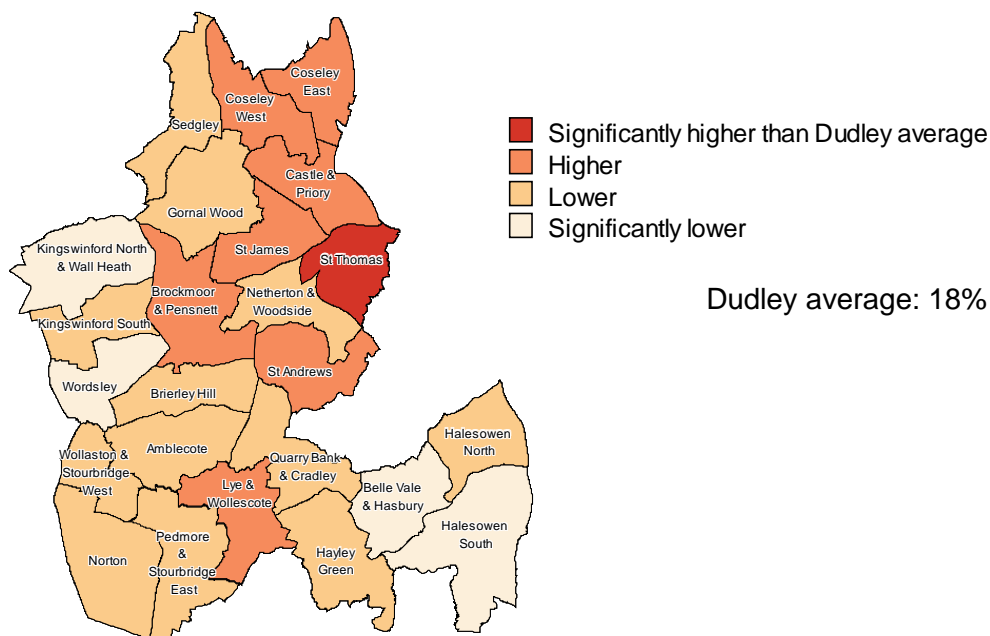 Coseley
East
Coseley
West
Sedgley
Castle &
Priory
Gornal Wood
Kingswinford North
& Wall Heath
St James
St Thomas
Brockmoor
& Pensnett
Netherton &
Woodside
Kingswinford South
St Andrews
Wordsley
Brierley Hill
Wollaston &
Stourbridge
West
Amblecote
Quarry Bank
& Cradley
Halesowen
North
Lye &
Wollescote
Belle Vale
& Hasbury
Halesowen
South
Norton
Pedmore
&
Stourbridge
East
Hayley
Green
Significantly higher than Dudley average
Higher
Lower
Significantly lower
Dudley average: 18%